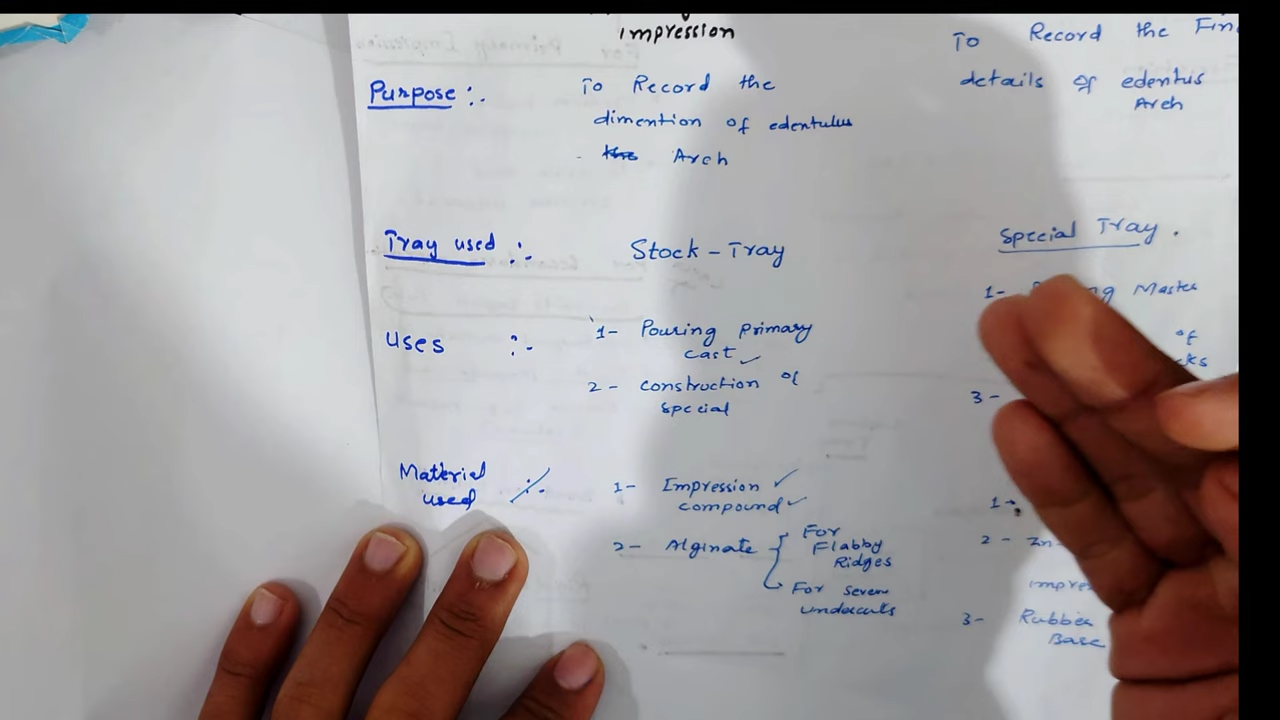 impression
To Record the Fin
Purpose :-
To Record the
dimention of edentulus
Arch
details of edentus
Arch
Tray used :-
Stock - Tray
Special Tray.
Uses :-
1- Pouring primary
cast
2- construction of
special
1- Master
of
3-
Material
used :-
1- Impression
compound
2- Alginate
For
Flabby
Ridges
For severe
undercuts
1-
2- Zn-
impres
3- Rubber
Base